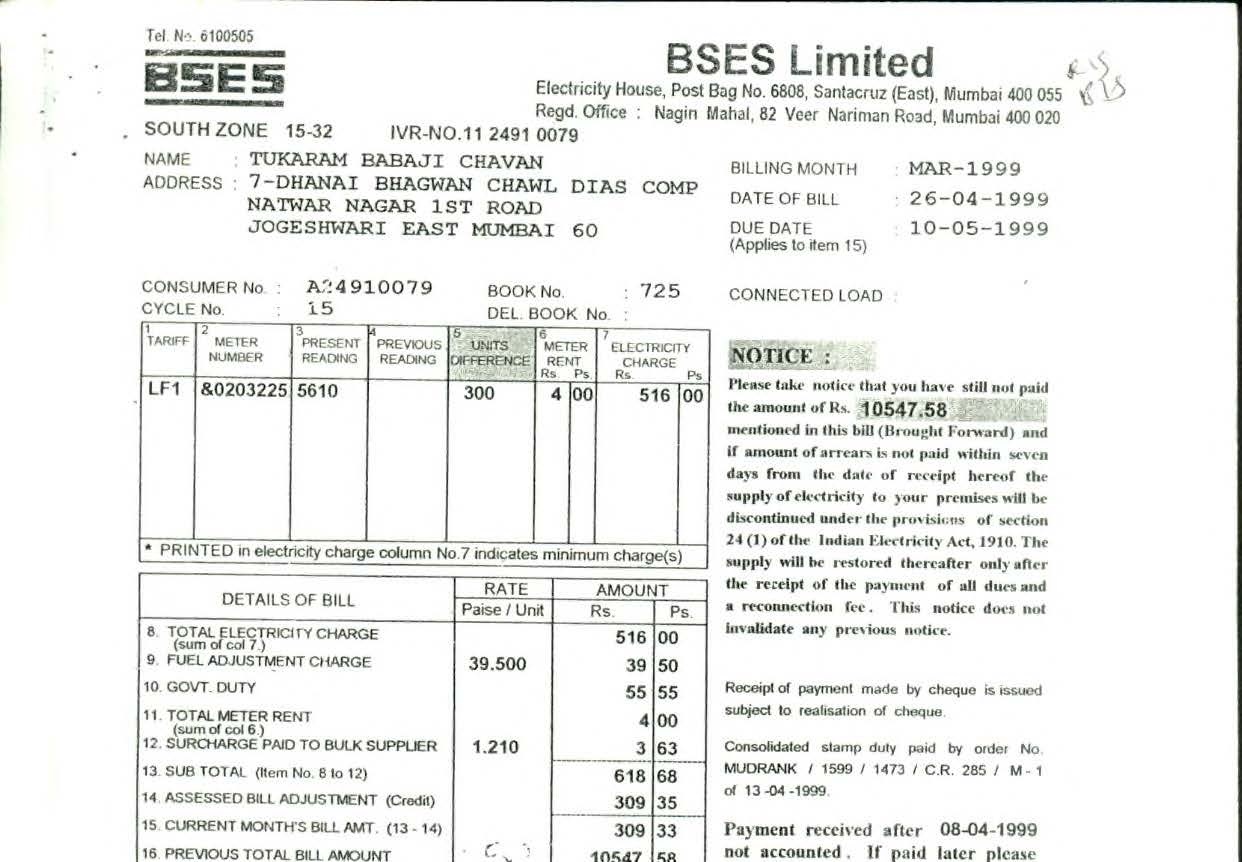 Tel. No. 6100505
BSES
BSES Limited
Electricity House, Post Bag No. 6808, Santacruz (East), Mumbai 400 055
Regd. Office : Nagin Mahal, 82 Veer Nariman Road, Mumbai 400 020
SOUTH ZONE 15-32 IVR-NO.11 2491 0079
NAME : TUKARAM BABAJI CHAVAN
ADDRESS : 7-DHANAI BHAGWAN CHAWL DIAS COMP
NATWAR NAGAR 1ST ROAD
JOGESHWARI EAST MUMBAI 60
BILLING MONTH : MAR-1999
DATE OF BILL : 26-04-1999
DUE DATE : 10-05-1999
(Applies to item 15)
CONSUMER No. : A24910079 BOOK No. : 725
CYCLE No. : 15 DEL. BOOK No. :
CONNECTED LOAD :
1 TARIFF 2 METER NUMBER 3 PRESENT READING 4 PREVIOUS READING 5 UNITS DIFFERENCE 6 METER RENT Rs. Ps. 7 ELECTRICITY CHARGE Rs. Ps
LF1 &0203225 5610 300 4 00 516 00
* PRINTED in electricity charge column No.7 indicates minimum charge(s)
DETAILS OF BILL RATE Paise / Unit AMOUNT Rs. Ps.
8. TOTAL ELECTRICITY CHARGE 516 00
(sum of col 7.)
9. FUEL ADJUSTMENT CHARGE 39.500 39 50
10. GOVT. DUTY 55 55
11. TOTAL METER RENT 4 00
(sum of col 6.)
12. SURCHARGE PAID TO BULK SUPPLIER 1.210 3 63
13. SUB TOTAL (Item No. 8 to 12) 618 68
14. ASSESSED BILL ADJUSTMENT (Credit) 309 35
15. CURRENT MONTH'S BILL AMT. (13 - 14) 309 33
16. PREVIOUS TOTAL BILL AMOUNT 10547 58
NOTICE :
Please take notice that you have still not paid
the amount of Rs. 10547.58
mentioned in this bill (Brought Forward) and
if amount of arrears is not paid within seven
days from the date of receipt hereof the
supply of electricity to your premises will be
discontinued under the provisions of section
24 (1) of the Indian Electricity Act, 1910. The
supply will be restored thereafter only after
the receipt of the payment of all dues and
a reconnection fee. This notice does not
invalidate any previous notice.
Receipt of payment made by cheque is issued
subject to realisation of cheque.
Consolidated stamp duty paid by order No.
MUDRANK / 1599 / 1473 / C.R. 285 / M - 1
of 13 -04 -1999.
Payment received after 08-04-1999
not accounted. If paid later please